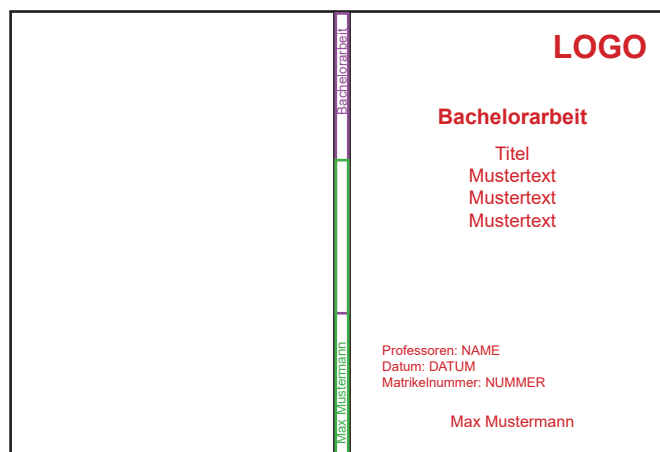 Bachelorarbeit
Max Mustermann
LOGO
Bachelorarbeit
Titel
Mustertext
Mustertext
Mustertext
Professoren: NAME
Datum: DATUM
Matrikelnummer: NUMMER
Max Mustermann